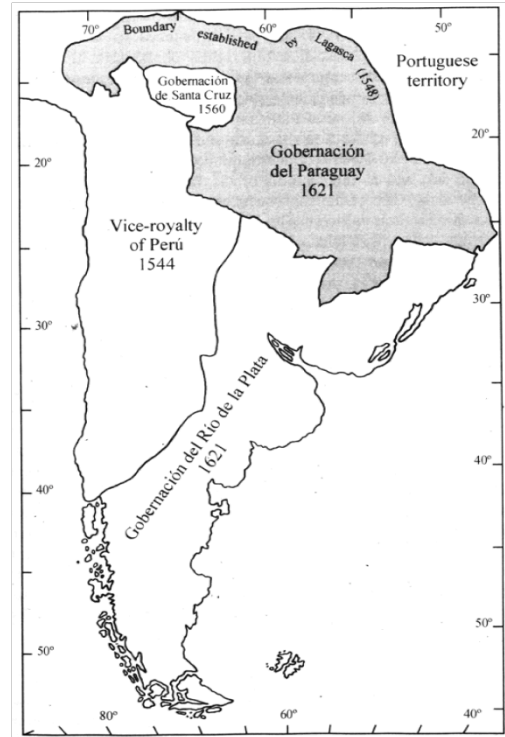 70°
60°
50°
Boundary established by Lagasca (1548)
Portuguese
territory
Gobernación
de Santa Cruz
1560
20°
20°
Gobernación
del Paraguay
1621
Vice-royalty
of Perú
1544
30°
30°
Gobernación del Río de la Plata
1621
40°
40°
50°
50°
80°
60°
40°